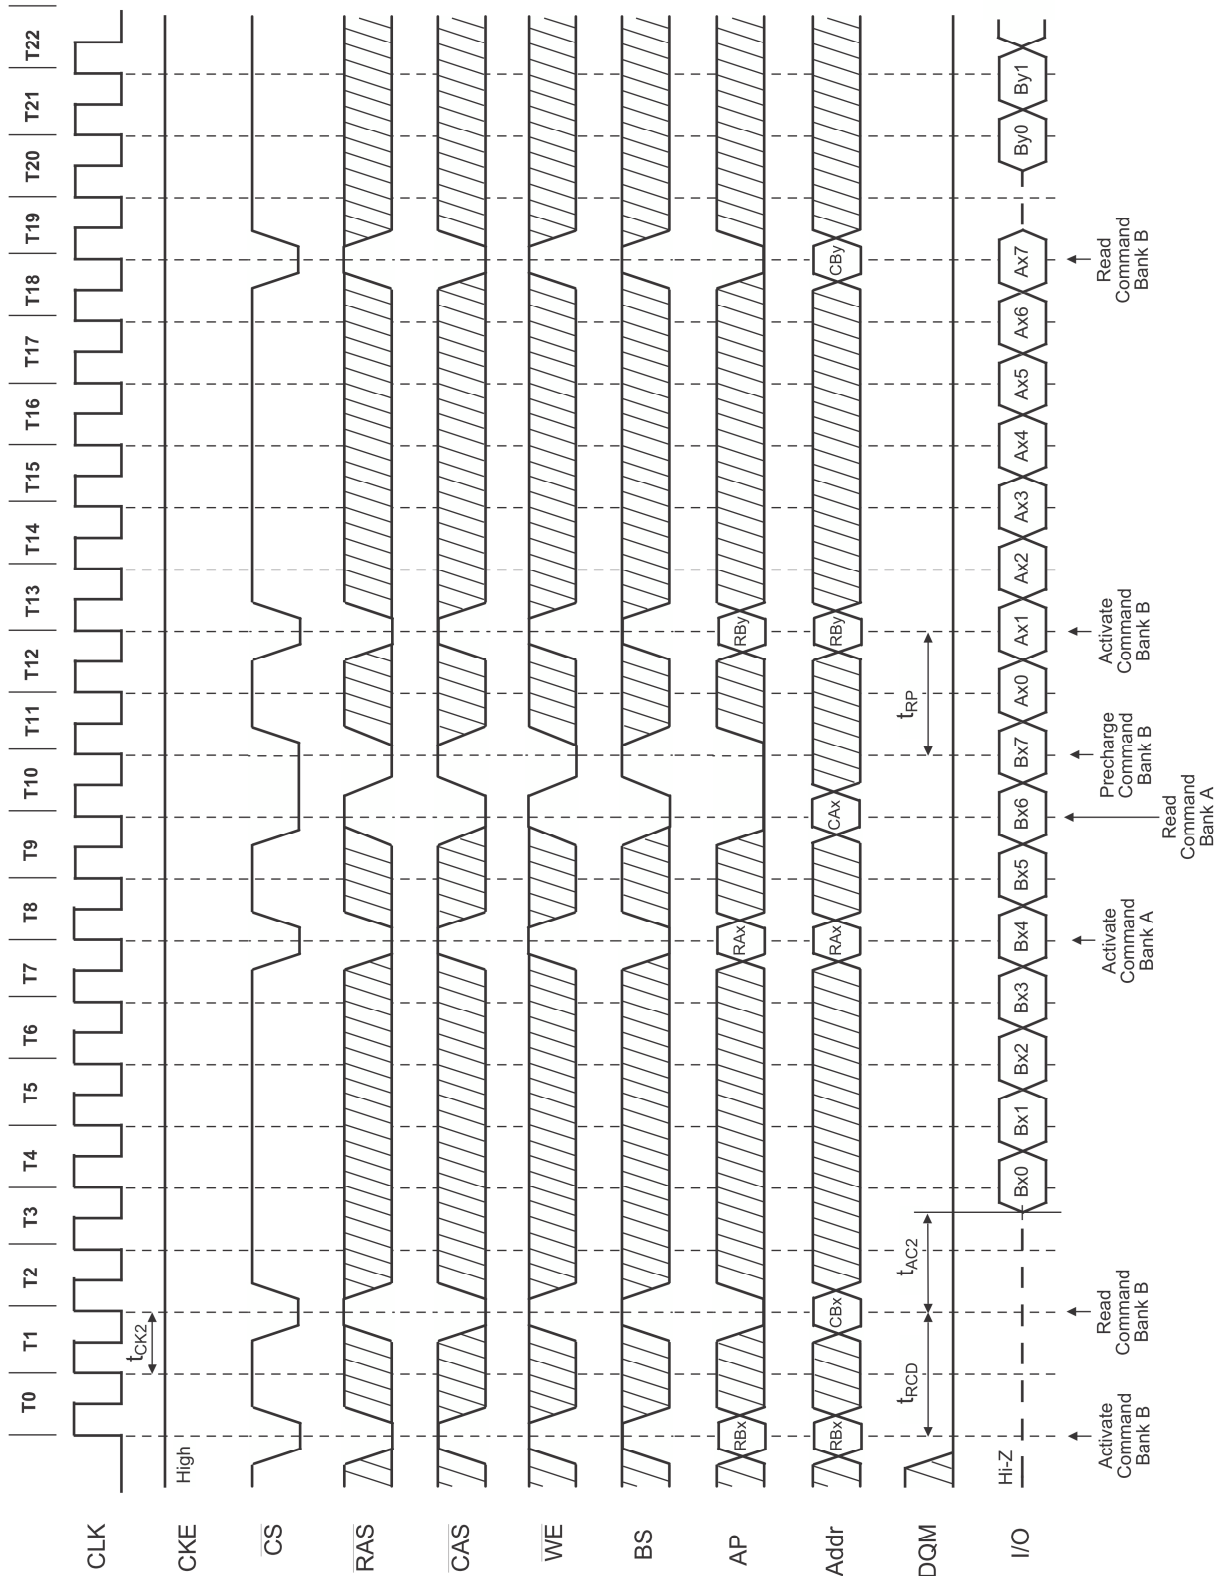 T0 T1 T2 T3 T4 T5 T6 T7 T8 T9 T10 T11 T12 T13 T14 T15 T16 T17 T18 T19 T20 T21 T22
CLK
tCK2
CKE
High
CS
RAS
CAS
WE
BS
AP
RBx RAx RBy
Addr
RBx CBx RAx CAx RBy CBy
DQM
tRCD tAC2 tRP
I/O
Hi-Z
Bx0 Bx1 Bx2 Bx3 Bx4 Bx5 Bx6 Bx7 Ax0 Ax1 Ax2 Ax3 Ax4 Ax5 Ax6 Ax7 By0 By1
Activate
Command
Bank B
Read
Command
Bank B
Activate
Command
Bank A
Read
Command
Bank A
Precharge
Command
Bank B
Activate
Command
Bank B
Read
Command
Bank B